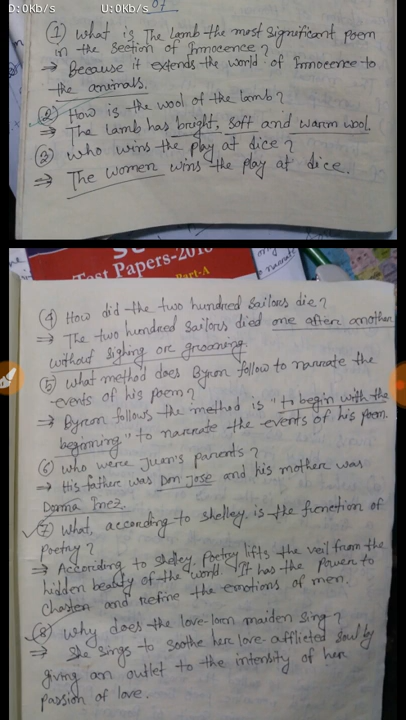 D:0Kb/s U:0Kb/s
07
(1) What is The Lamb the most significant poem
in the section of Innocence?
⇒ Because it extends the world of Innocence to
the animals.
(2) How is the wool of the lamb?
⇒ The lamb has bright, soft and warm wool.
(3) Who wins the play at dice?
⇒ The women wins the play at dice.
Test Papers-20
Part-A
(4) How did the two hundred Sailors die?
⇒ The two hundred Sailors died one after another
without sighing or groaning.
(5) What method does Byron follow to narrate the
events of his poem?
⇒ Byron follows the method is "to begin with the
beginning" to narrate the events of his poem.
(6) Who were Juan's parents?
⇒ His father was Don Jose and his mother was
Donna Inez.
(7) What, according to Shelley is the function of
poetry?
⇒ According to Shelley, Poetry lifts the veil from the
hidden beauty of the world. It has the power to
chasten and refine the emotions of men.
(8) Why does the love-lorn maiden sing?
⇒ She sings to soothe her love-afflicted soul by
giving an outlet to the intensity of her
passion of love.